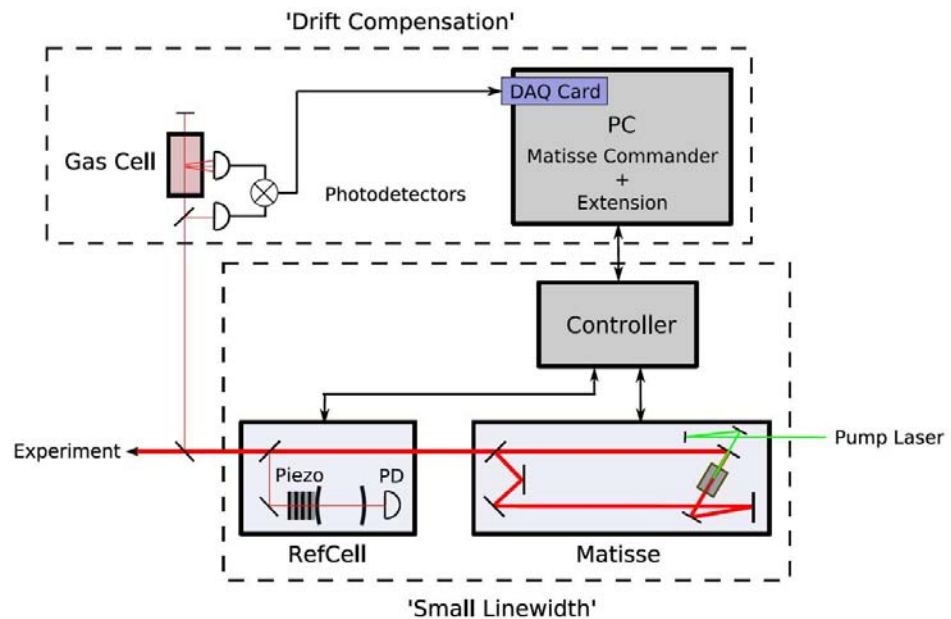 'Drift Compensation'
DAQ Card
PC
Matisse Commander
+
Extension
Gas Cell
Photodetectors
Controller
Experiment
Piezo
PD
Pump Laser
RefCell
Matisse
'Small Linewidth'